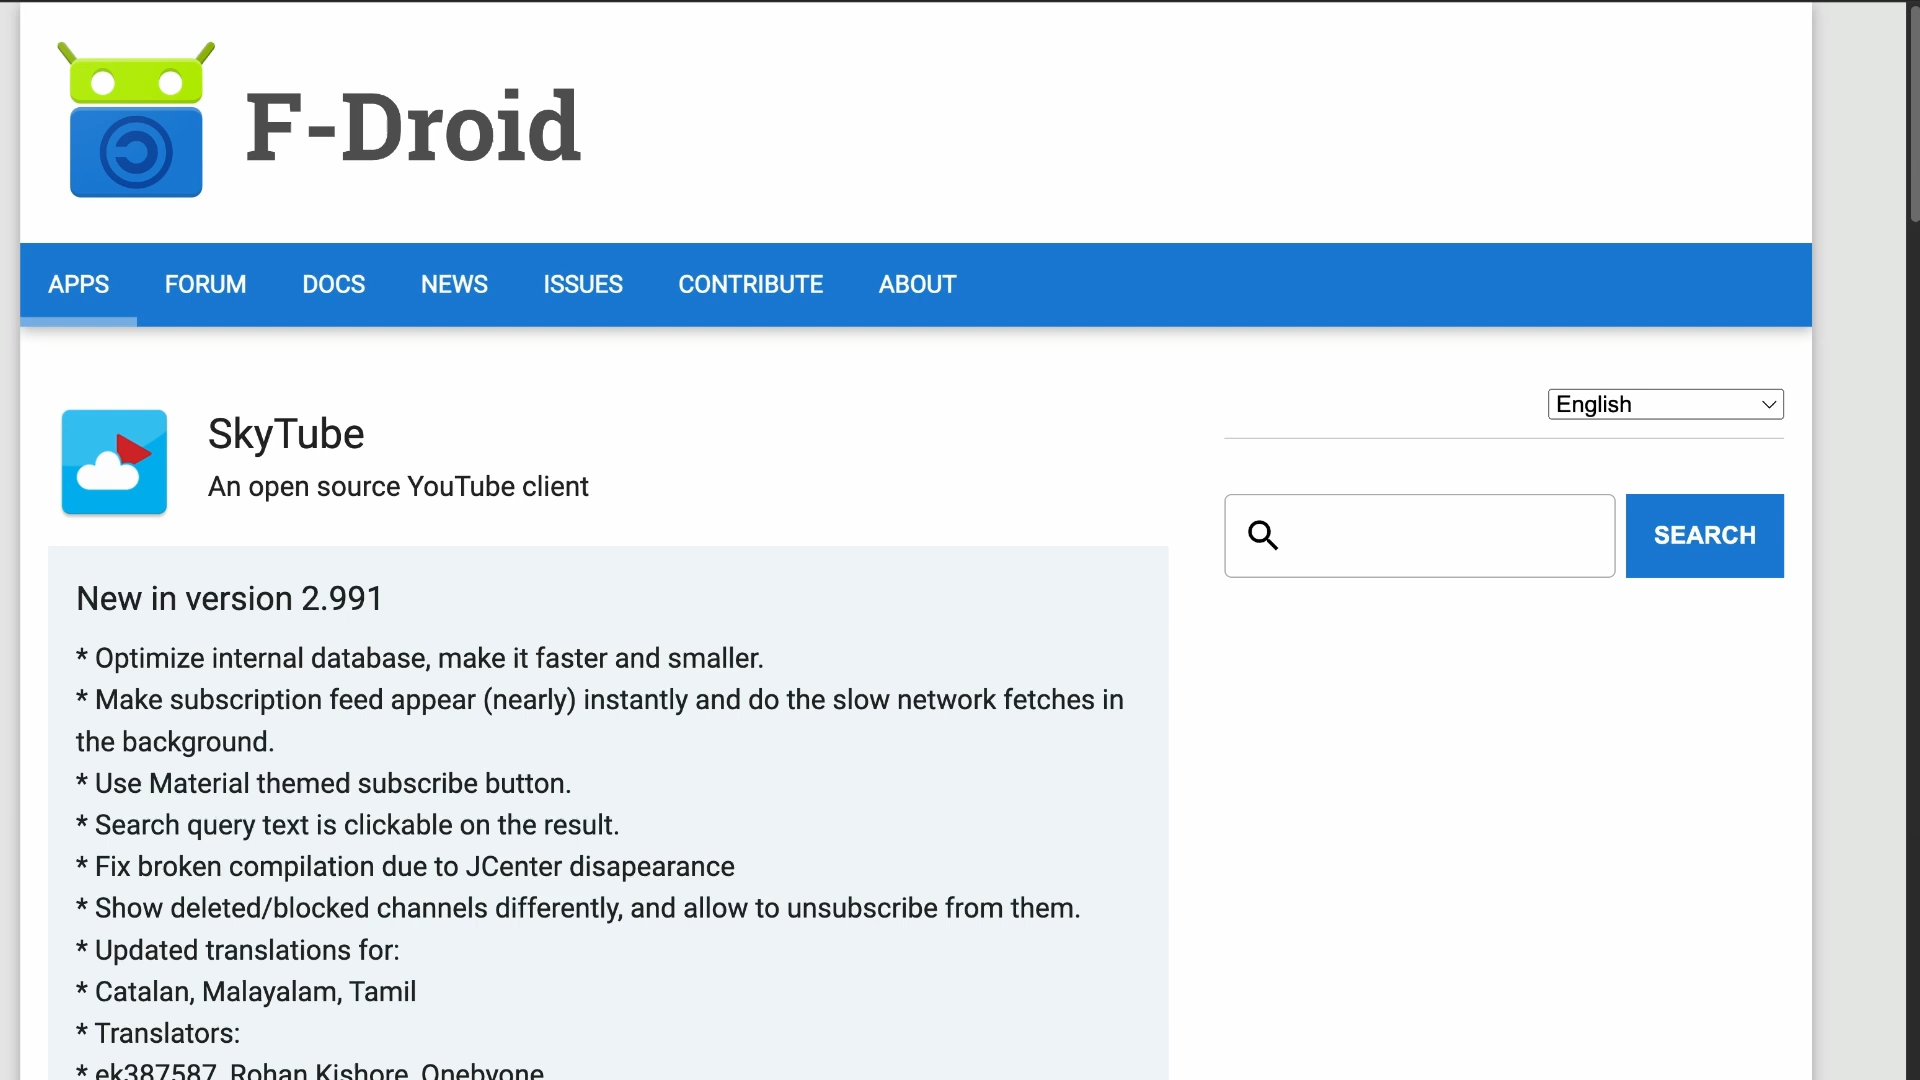 F-Droid
APPS FORUM DOCS NEWS ISSUES CONTRIBUTE ABOUT
English
SkyTube
An open source YouTube client
SEARCH
New in version 2.991
* Optimize internal database, make it faster and smaller.
* Make subscription feed appear (nearly) instantly and do the slow network fetches in
the background.
* Use Material themed subscribe button.
* Search query text is clickable on the result.
* Fix broken compilation due to JCenter disapearance
* Show deleted/blocked channels differently, and allow to unsubscribe from them.
* Updated translations for:
* Catalan, Malayalam, Tamil
* Translators:
* ek387587, Rohan Kishore, Onebyone